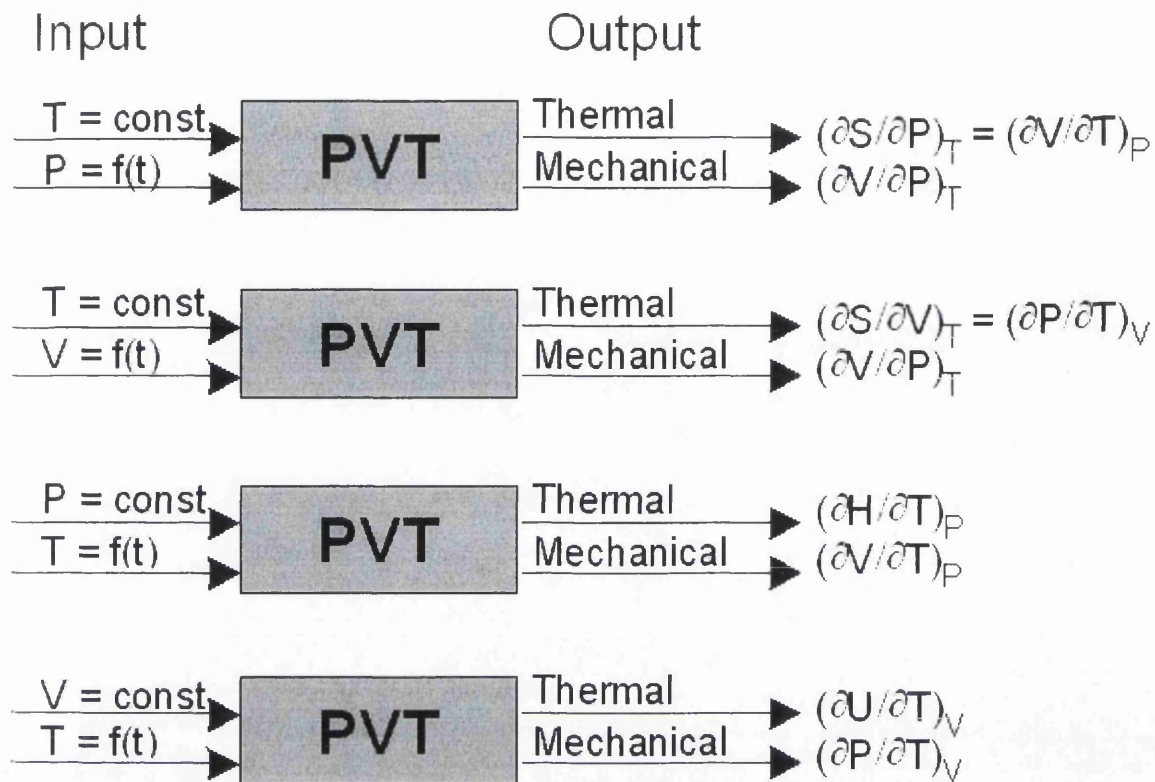 Input Output
T = const. PVT Thermal (∂S/∂P)T = (∂V/∂T)P
P = f(t) Mechanical (∂V/∂P)T
T = const. PVT Thermal (∂S/∂V)T = (∂P/∂T)V
V = f(t) Mechanical (∂V/∂P)T
P = const. PVT Thermal (∂H/∂T)P
T = f(t) Mechanical (∂V/∂T)P
V = const. PVT Thermal (∂U/∂T)V
T = f(t) Mechanical (∂P/∂T)V